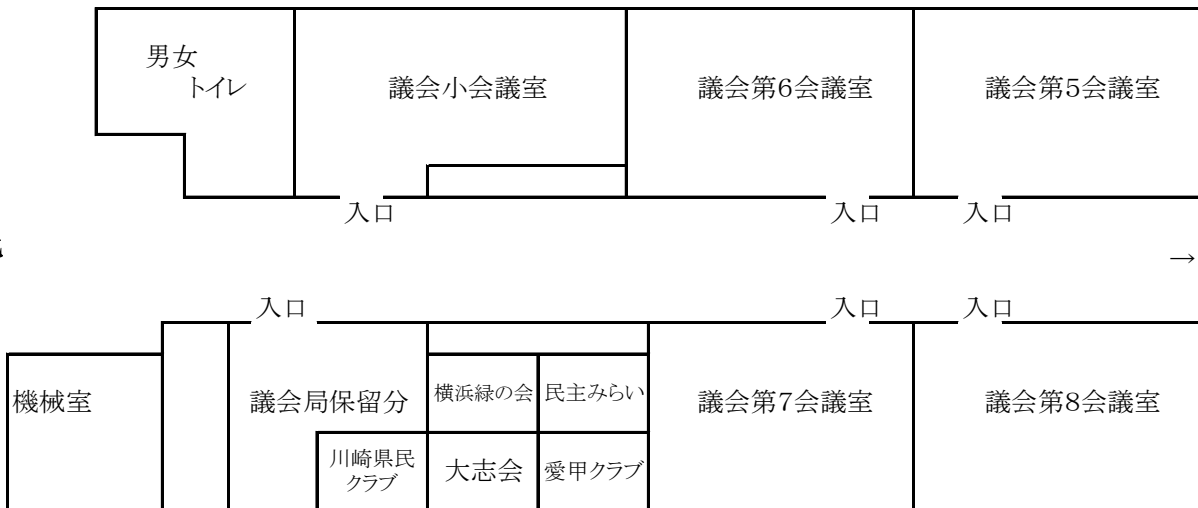 男女
トイレ
議会小会議室
議会第6会議室
議会第5会議室
入口
入口
入口
→
入口
入口
入口
機械室
議会局保留分
横浜緑の会
民主みらい
議会第7会議室
議会第8会議室
川崎県民
クラブ
大志会
愛甲クラブ